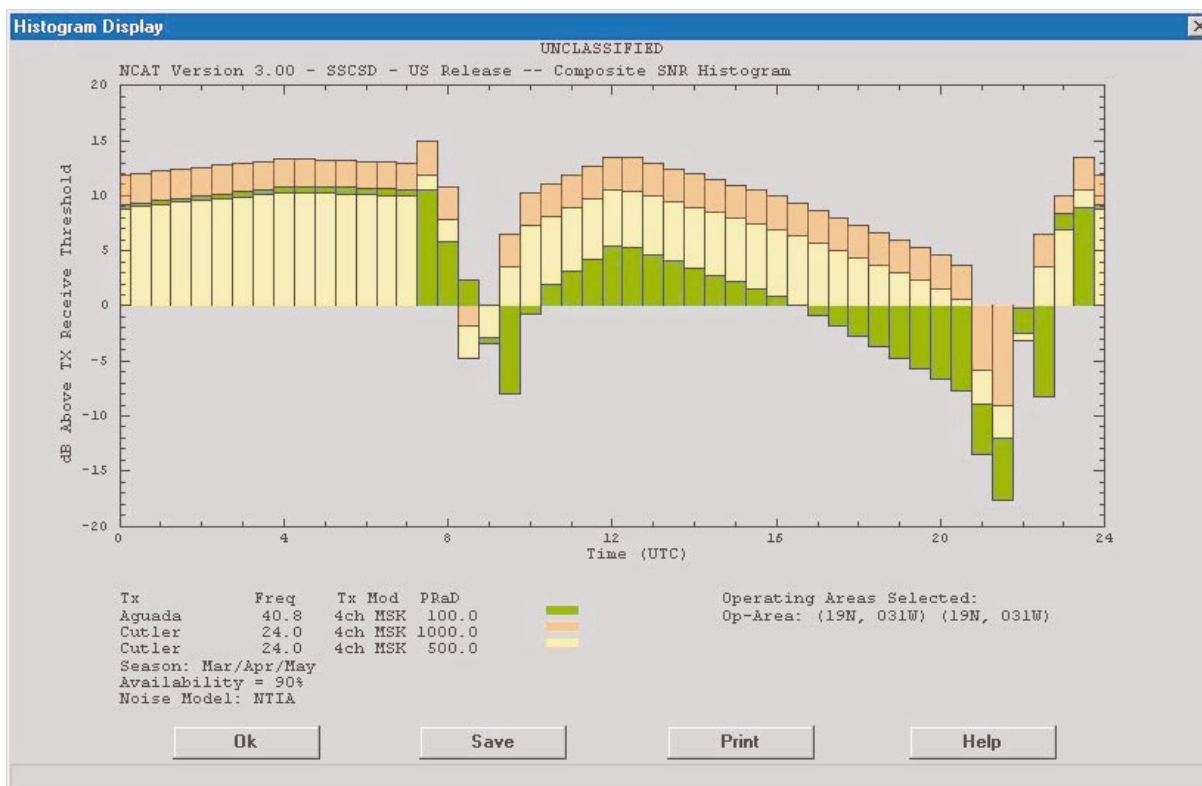 Histogram Display
UNCLASSIFIED
NCAT Version 3.00 - SSCSD - US Release -- Composite SNR Histogram
dB Above TX Receive Threshold
20
15
10
5
0
-5
-10
-15
-20
0 4 8 12 16 20 24
Time (UTC)
Tx Freq Tx Mod PRaD
Aguada 40.8 4ch MSK 100.0
Cutler 24.0 4ch MSK 1000.0
Cutler 24.0 4ch MSK 500.0
Season: Mar/Apr/May
Availability = 90%
Noise Model: NTIA
Operating Areas Selected:
Op-Area: (19N, 031W) (19N, 031W)
Ok Save Print Help